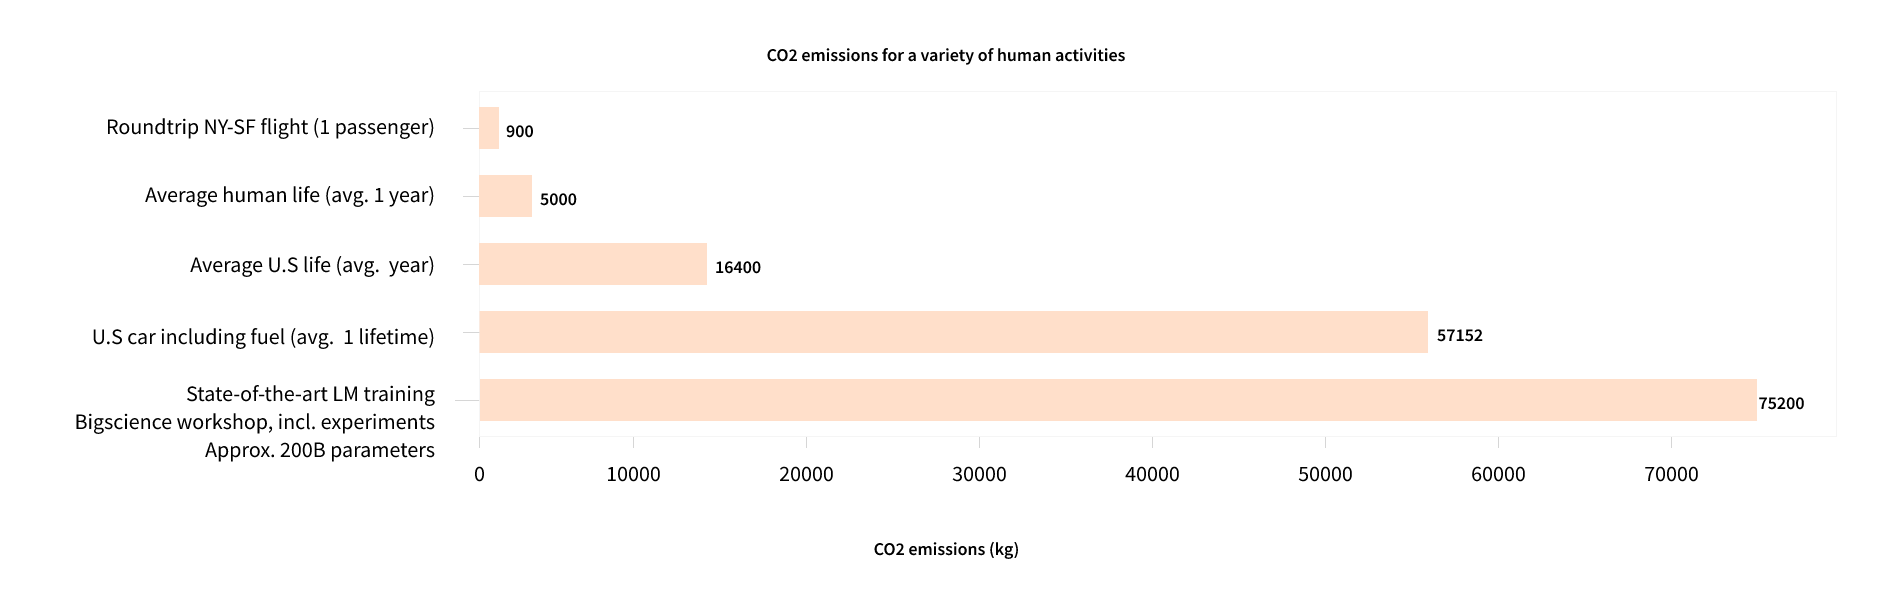 CO2 emissions for a variety of human activities
Roundtrip NY-SF flight (1 passenger)
900
Average human life (avg. 1 year)
5000
Average U.S life (avg.  year)
16400
U.S car including fuel (avg.  1 lifetime)
57152
State-of-the-art LM training
Bigscience workshop, incl. experiments
Approx. 200B parameters
75200
0 10000 20000 30000 40000 50000 60000 70000
CO2 emissions (kg)